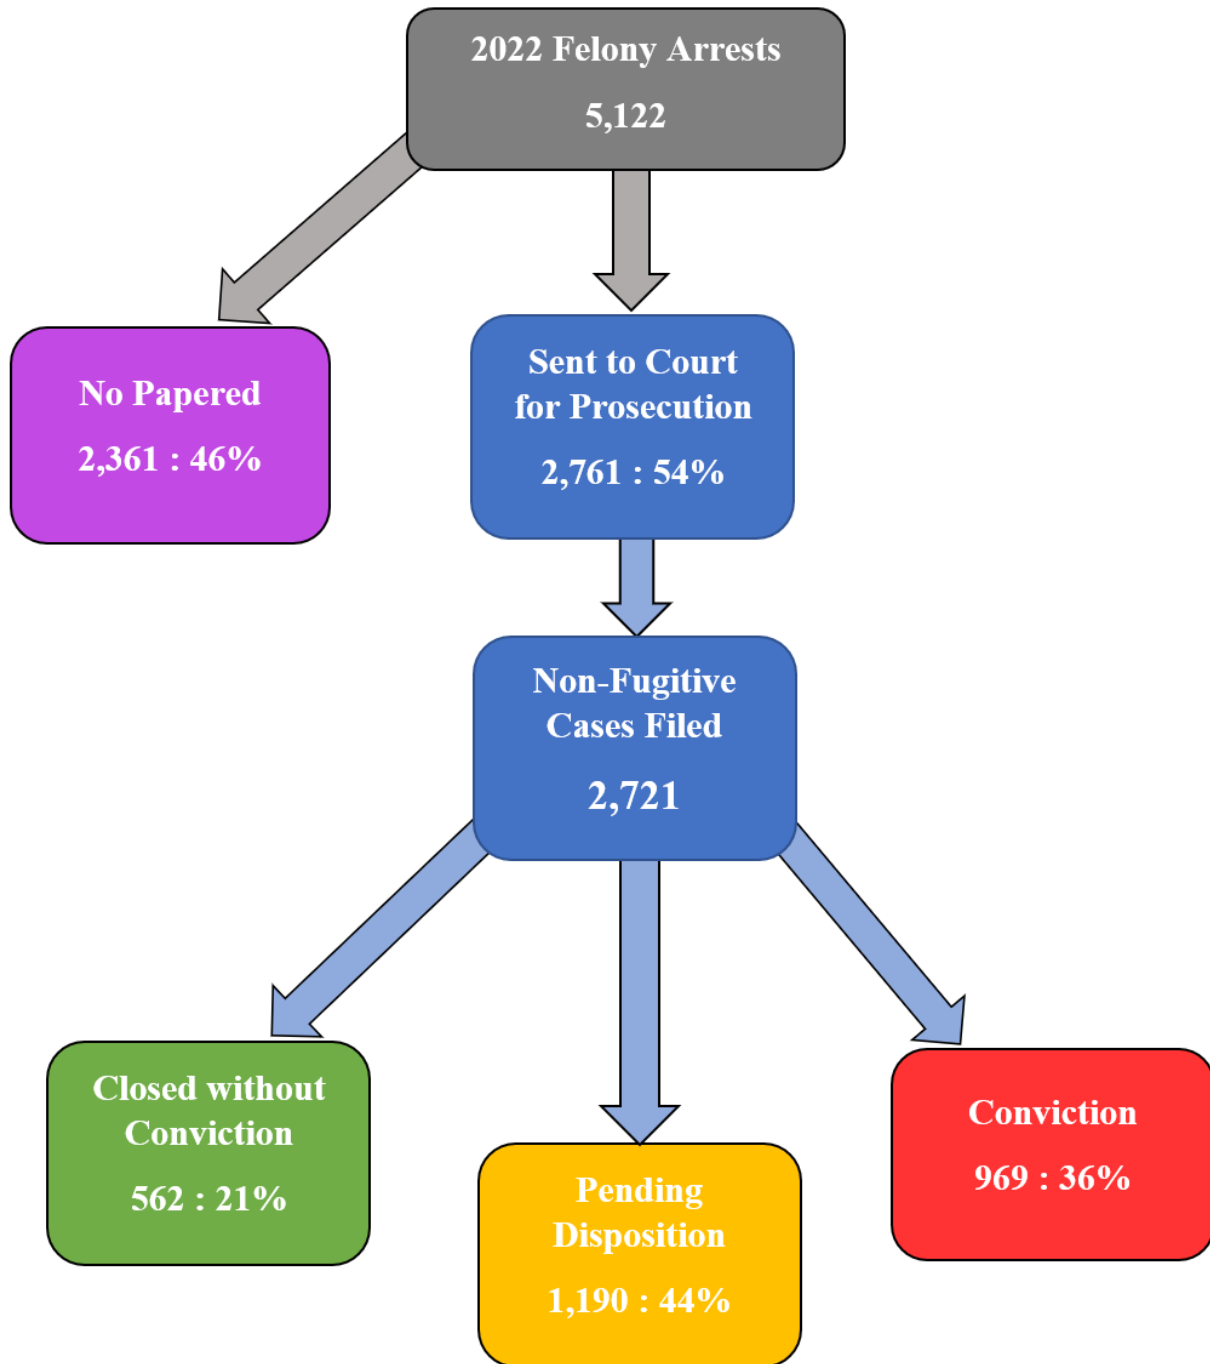 2022 Felony Arrests
5,122
No Papered
2,361 : 46%
Sent to Court
for Prosecution
2,761 : 54%
Non-Fugitive
Cases Filed
2,721
Closed without
Conviction
562 : 21%
Pending
Disposition
1,190 : 44%
Conviction
969 : 36%